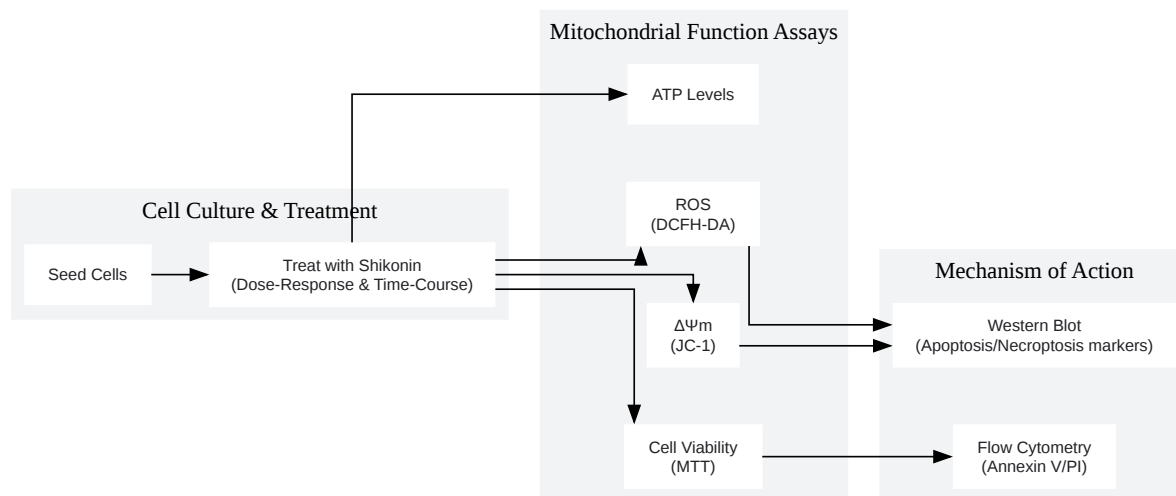 Mitochondrial Function Assays
ATP Levels
Cell Culture & Treatment
Seed Cells
Treat with Shikonin
(Dose-Response & Time-Course)
ROS
(DCFH-DA)
ΔΨm
(JC-1)
Cell Viability
(MTT)
Mechanism of Action
Western Blot
(Apoptosis/Necroptosis markers)
Flow Cytometry
(Annexin V/PI)